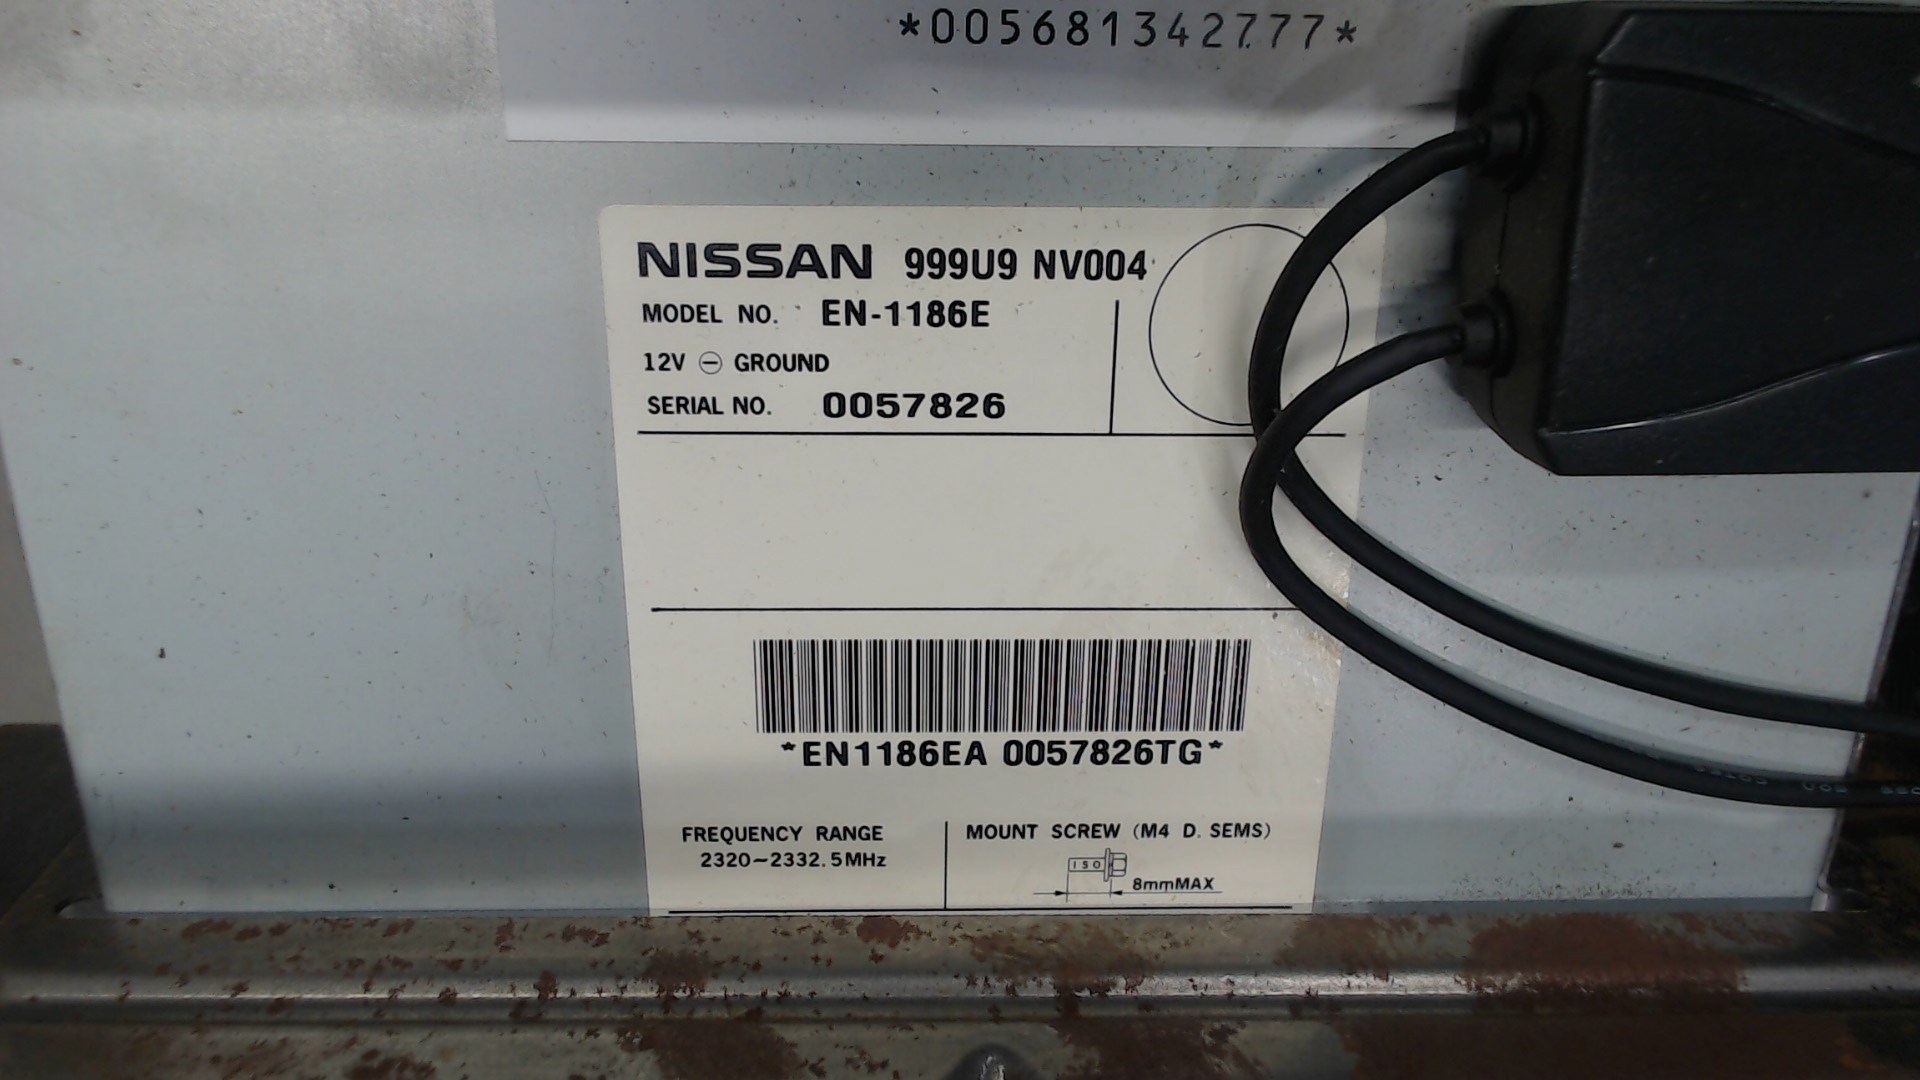 *005681342777*
NISSAN 999U9 NV004
MODEL NO. EN-1186E
12V ⊖ GROUND
SERIAL NO. 0057826
*EN1186EA 0057826TG*
FREQUENCY RANGE
2320~2332.5MHz
MOUNT SCREW (M4 D. SEMS)
ISO
8mmMAX